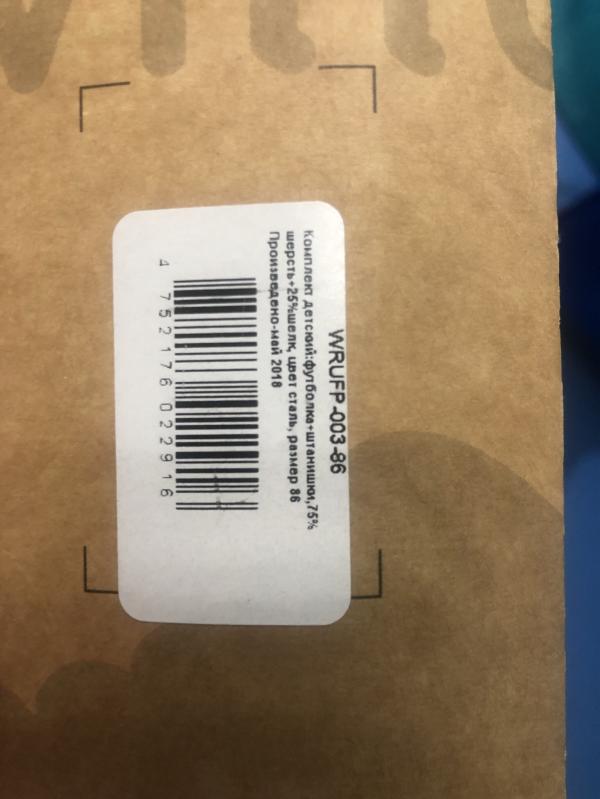 WRUFP-003-86
Комплект детский:футболка+штанишки,75%
шерсть+25%шелк, цвет сталь, размер 86
Произведено-май 2018
4 752176 022916